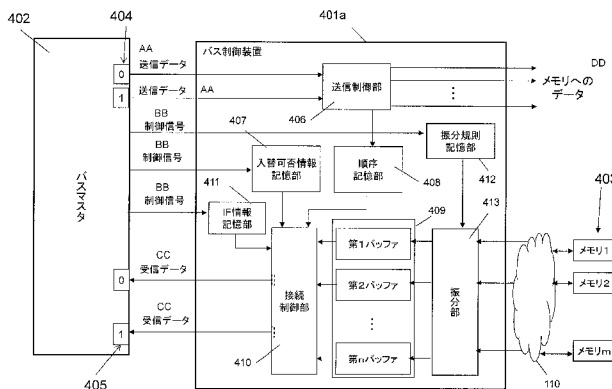 402
404
401a
403
バスマスタ
0
1
AA
送信データ
送信データ AA
BB
制御信号
BB
制御信号
BB
制御信号
CC
受信データ
CC
受信データ
0
1
405
バス制御装置
送信制御部
406
DD
メモリへの
データ
407
入替可否情報
記憶部
順序
記憶部
408
振分規則
記憶部
412
411
IF情報
記憶部
409
413
接続
制御部
410
第1バッファ
第2バッファ
第nバッファ
振分部
メモリ1
メモリ2
メモリm
110